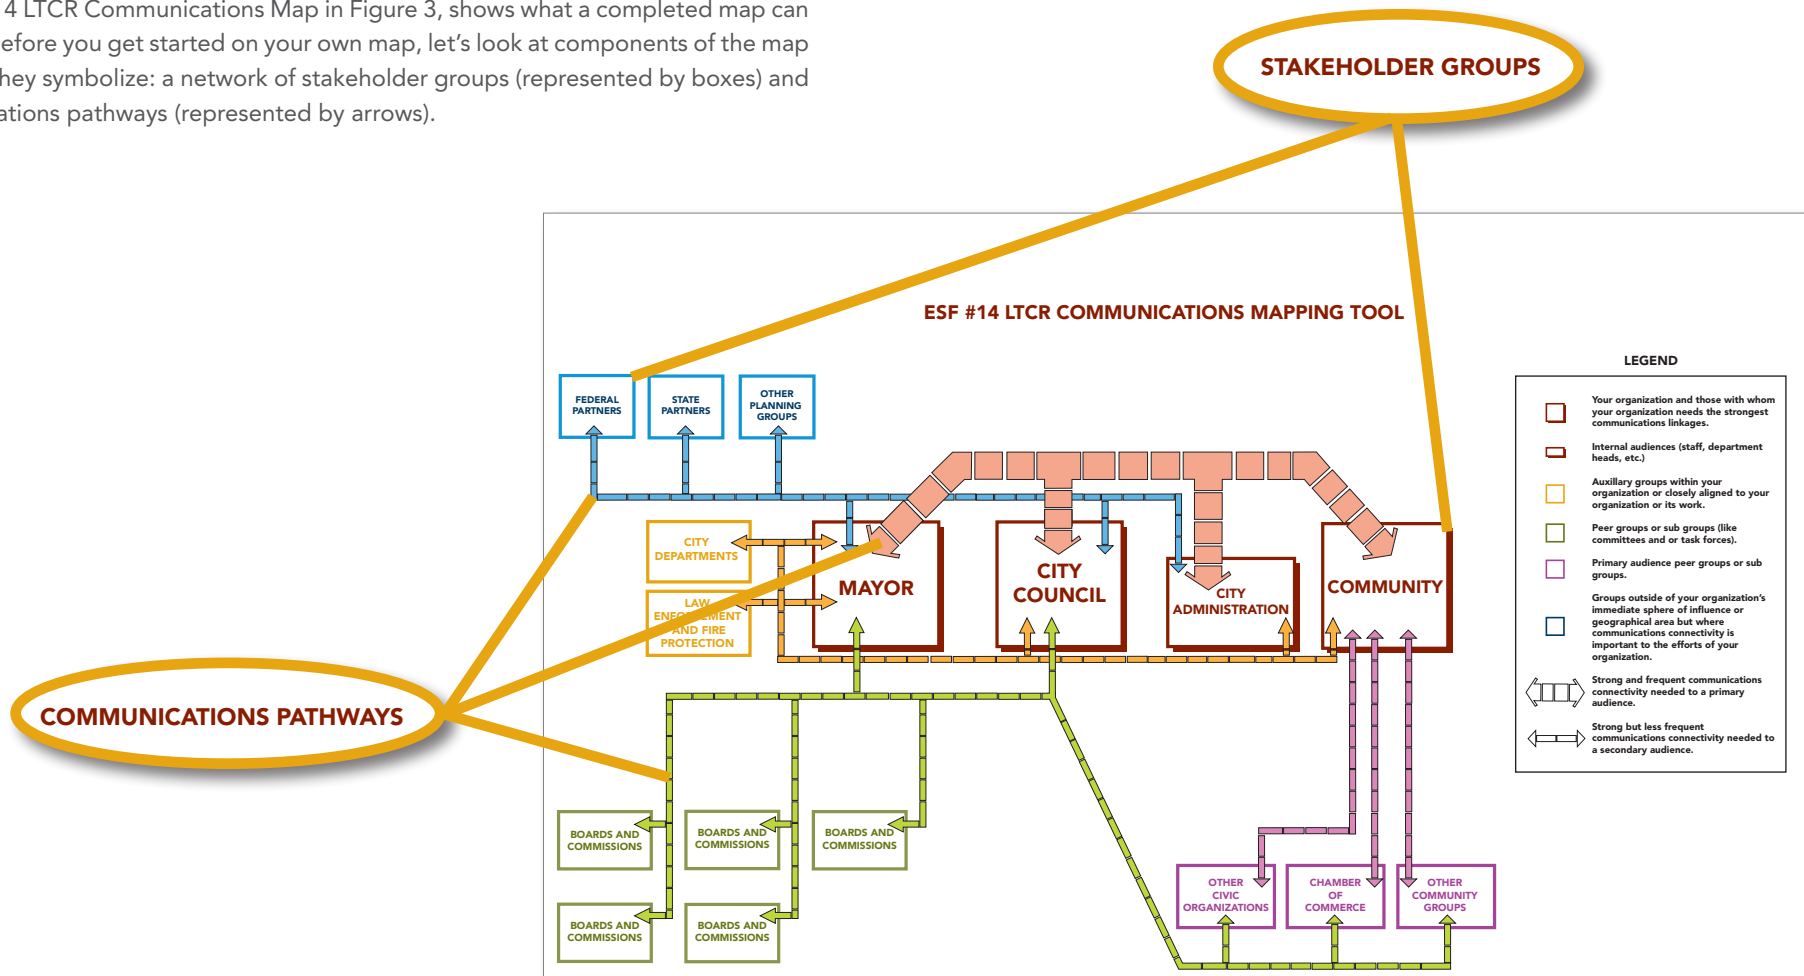 4 LTCR Communications Map in Figure 3, shows what a completed map can
efore you get started on your own map, let's look at components of the map
hey symbolize: a network of stakeholder groups (represented by boxes) and
ations pathways (represented by arrows).
STAKEHOLDER GROUPS
ESF #14 LTCR COMMUNICATIONS MAPPING TOOL
FEDERAL
PARTNERS
STATE
PARTNERS
OTHER
PLANNING
GROUPS
CITY
DEPARTMENTS
LAW
ENFORCEMENT
AND FIRE
PROTECTION
MAYOR
CITY
COUNCIL
CITY
ADMINISTRATION
COMMUNITY
COMMUNICATIONS PATHWAYS
BOARDS AND
COMMISSIONS
BOARDS AND
COMMISSIONS
BOARDS AND
COMMISSIONS
BOARDS AND
COMMISSIONS
BOARDS AND
COMMISSIONS
OTHER
CIVIC
ORGANIZATIONS
CHAMBER
OF
COMMERCE
OTHER
COMMUNITY
GROUPS
LEGEND
Your organization and those with whom
your organization needs the strongest
communications linkages.
Internal audiences (staff, department
heads, etc.)
Auxillary groups within your
organization or closely aligned to your
organization or its work.
Peer groups or sub groups (like
committees and or task forces).
Primary audience peer groups or sub
groups.
Groups outside of your organization's
immediate sphere of influence or
geographical area but where
communications connectivity is
important to the efforts of your
organization.
Strong and frequent communications
connectivity needed to a primary
audience.
Strong but less frequent
communications connectivity needed to
a secondary audience.